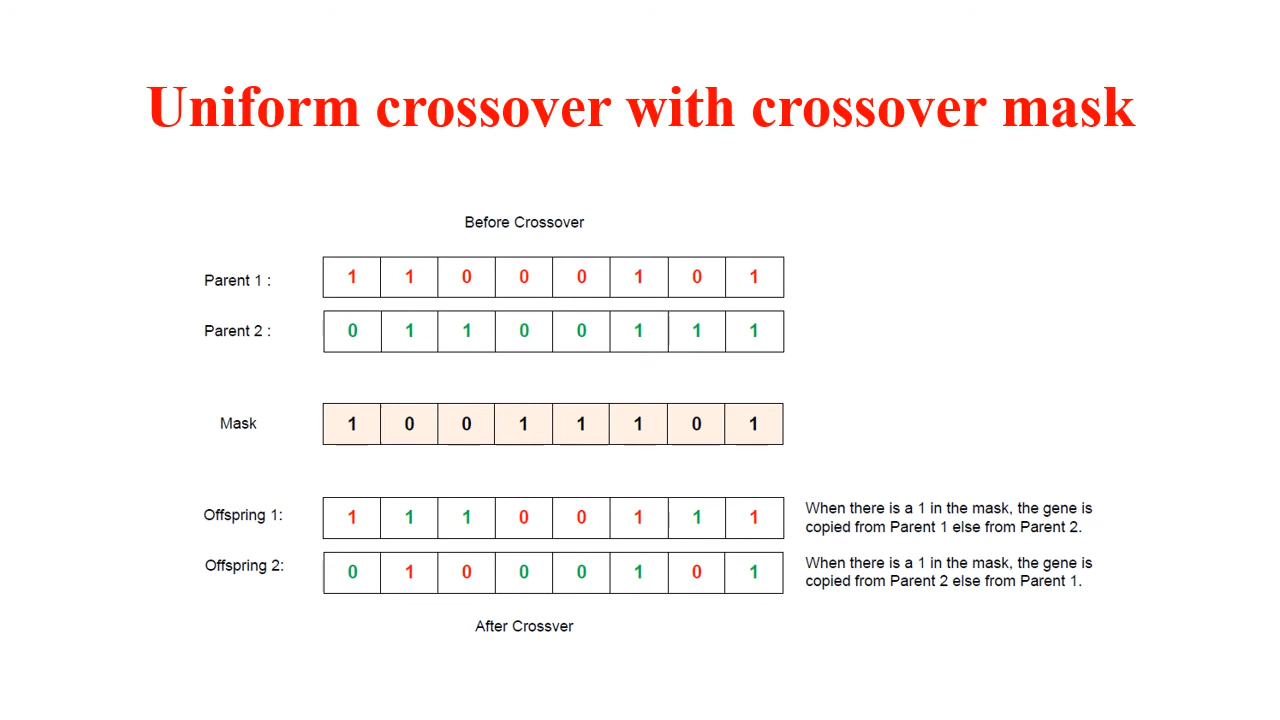 Uniform crossover with crossover mask
Before Crossover
Parent 1 : 1 1 0 0 0 1 0 1
Parent 2 : 0 1 1 0 0 1 1 1
Mask 1 0 0 1 1 1 0 1
Offspring 1: 1 1 1 0 0 1 1 1 When there is a 1 in the mask, the gene is
copied from Parent 1 else from Parent 2.
Offspring 2: 0 1 0 0 0 1 0 1 When there is a 1 in the mask, the gene is
copied from Parent 2 else from Parent 1.
After Crossver